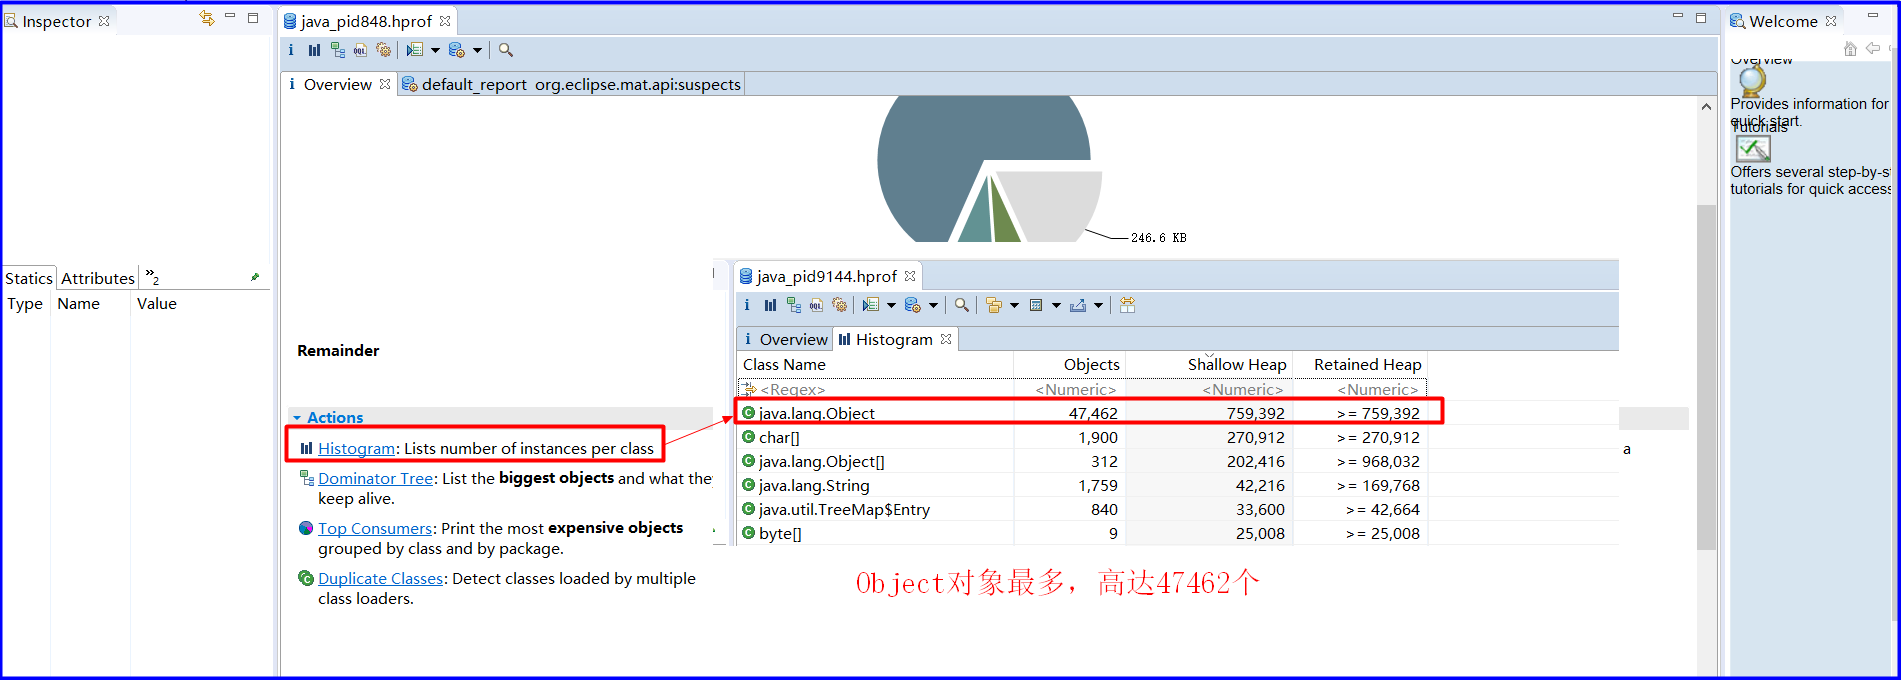 Inspector
Statics Attributes »2
Type Name Value
java_pid848.hprof
Overview default_report org.eclipse.mat.api:suspects
246.6 KB
Remainder
Actions
Histogram: Lists number of instances per class
Dominator Tree: List the biggest objects and what they
keep alive.
Top Consumers: Print the most expensive objects
grouped by class and by package.
Duplicate Classes: Detect classes loaded by multiple
class loaders.
java_pid9144.hprof
Overview Histogram
Class Name Objects Shallow Heap Retained Heap
<Regex> <Numeric> <Numeric> <Numeric>
java.lang.Object 47,462 759,392 >= 759,392
char[] 1,900 270,912 >= 270,912
java.lang.Object[] 312 202,416 >= 968,032
java.lang.String 1,759 42,216 >= 169,768
java.util.TreeMap$Entry 840 33,600 >= 42,664
byte[] 9 25,008 >= 25,008
a
Object对象最多，高达47462个
Welcome
Overview
Provides information for
quick start.
Tutorials
Offers several step-by-s
tutorials for quick access